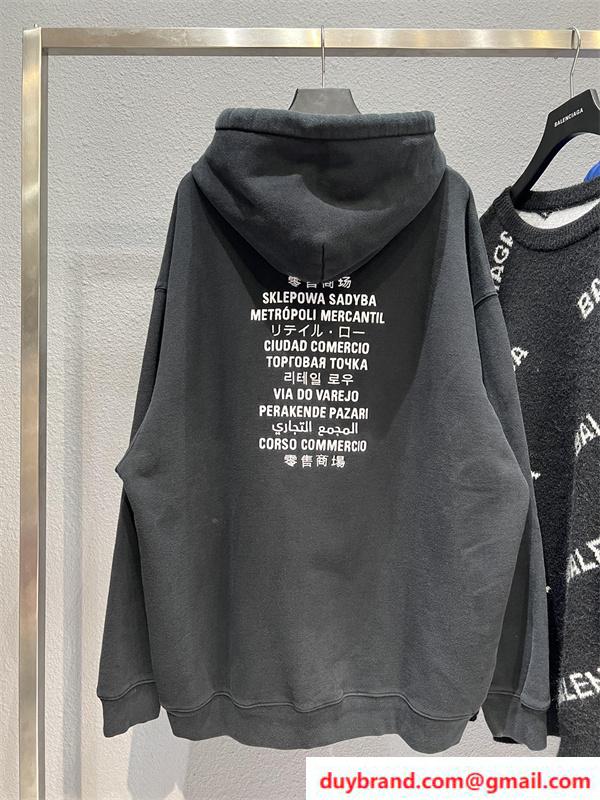 零售商场
SKLEPOWA SADYBA
METRÓPOLI MERCANTIL
リテイル・ロー
CIUDAD COMERCIO
ТОРГОВАЯ ТОЧКА
리테일 로우
VIA DO VAREJO
PERAKENDE PAZARI
المجمع التجاري
CORSO COMMERCIO
零售商場
BALENCIAGA
duybrand.com@gmail.com